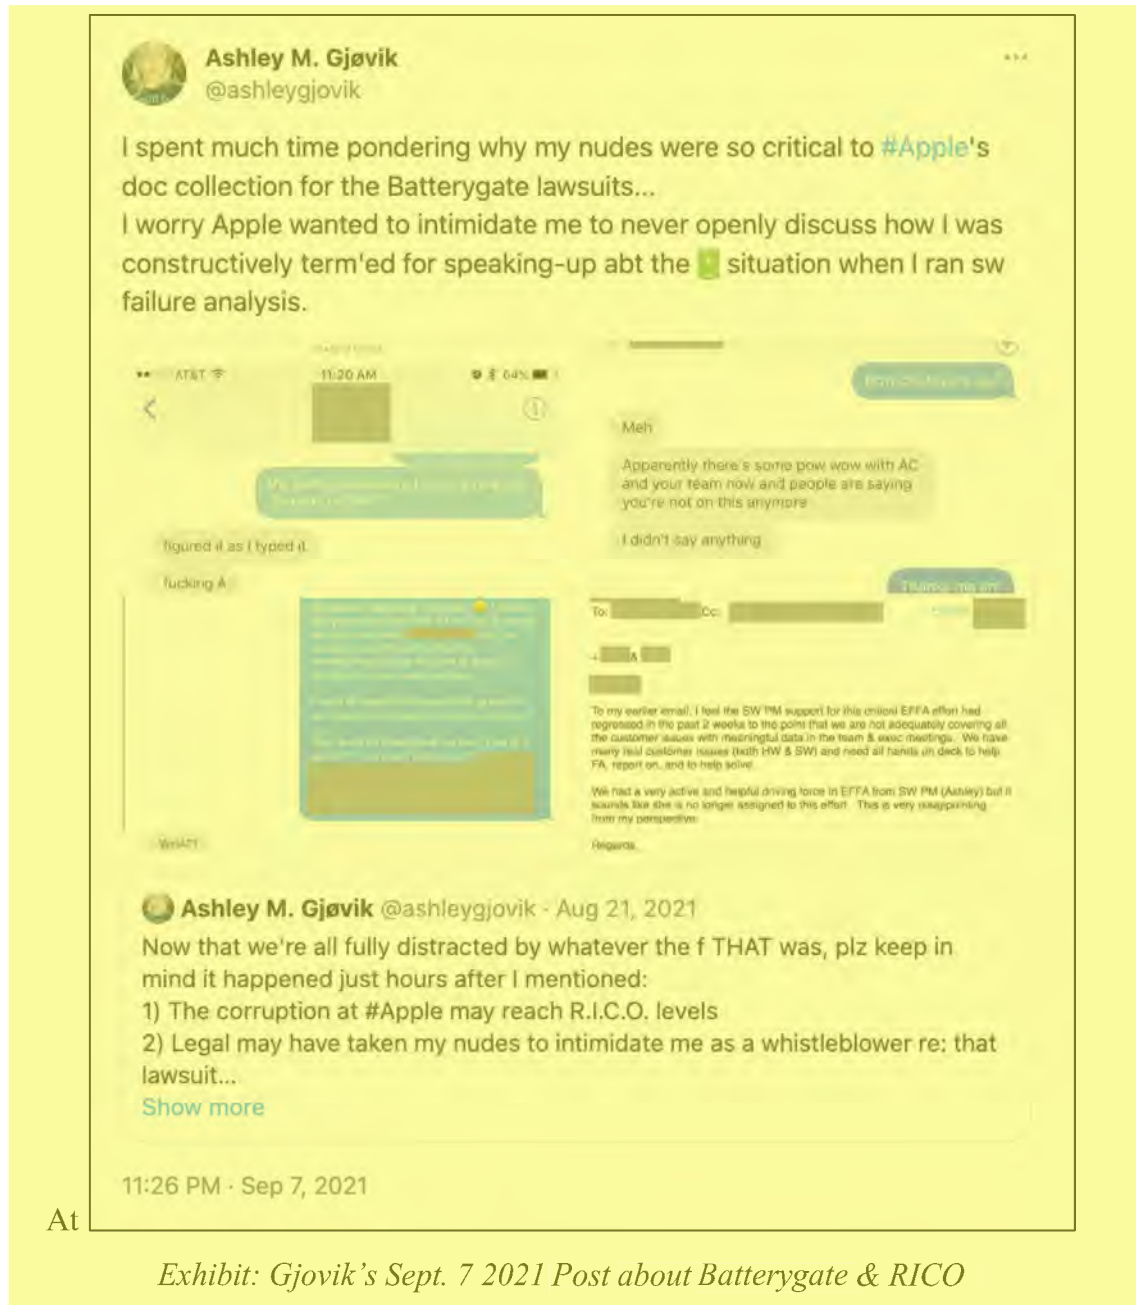 Ashley M. Gjøvik
@ashleygjovik
I spent much time pondering why my nudes were so critical to #Apple's
doc collection for the Batterygate lawsuits...
I worry Apple wanted to intimidate me to never openly discuss how I was
constructively term'ed for speaking-up abt the situation when I ran sw
failure analysis.
AT&T 11:20 AM 64%
figured it as I typed it.
fucking A
WHAT?
Meh
Apparently there's some pow wow with AC
and your team now and people are saying
you're not on this anymore
I didn't say anything
To: Cc:
+ &
To my earlier email, I feel the SW PM support for this critical EFFA effort had
regressed in the past 2 weeks to the point that we are not adequately covering all
the customer issues with meaningful data in the team & exec meetings. We have
many real customer issues (both HW & SW) and need all hands on deck to help
FA, report on, and to help solve.
We had a very active and helpful driving force in EFFA from SW PM (Ashley) but it
sounds like she is no longer assigned to this effort. This is very disappointing
from my perspective.
Regards,
Ashley M. Gjøvik @ashleygjovik · Aug 21, 2021
Now that we're all fully distracted by whatever the f THAT was, plz keep in
mind it happened just hours after I mentioned:
1) The corruption at #Apple may reach R.I.C.O. levels
2) Legal may have taken my nudes to intimidate me as a whistleblower re: that
lawsuit...
Show more
11:26 PM · Sep 7, 2021
At
Exhibit: Gjovik's Sept. 7 2021 Post about Batterygate & RICO